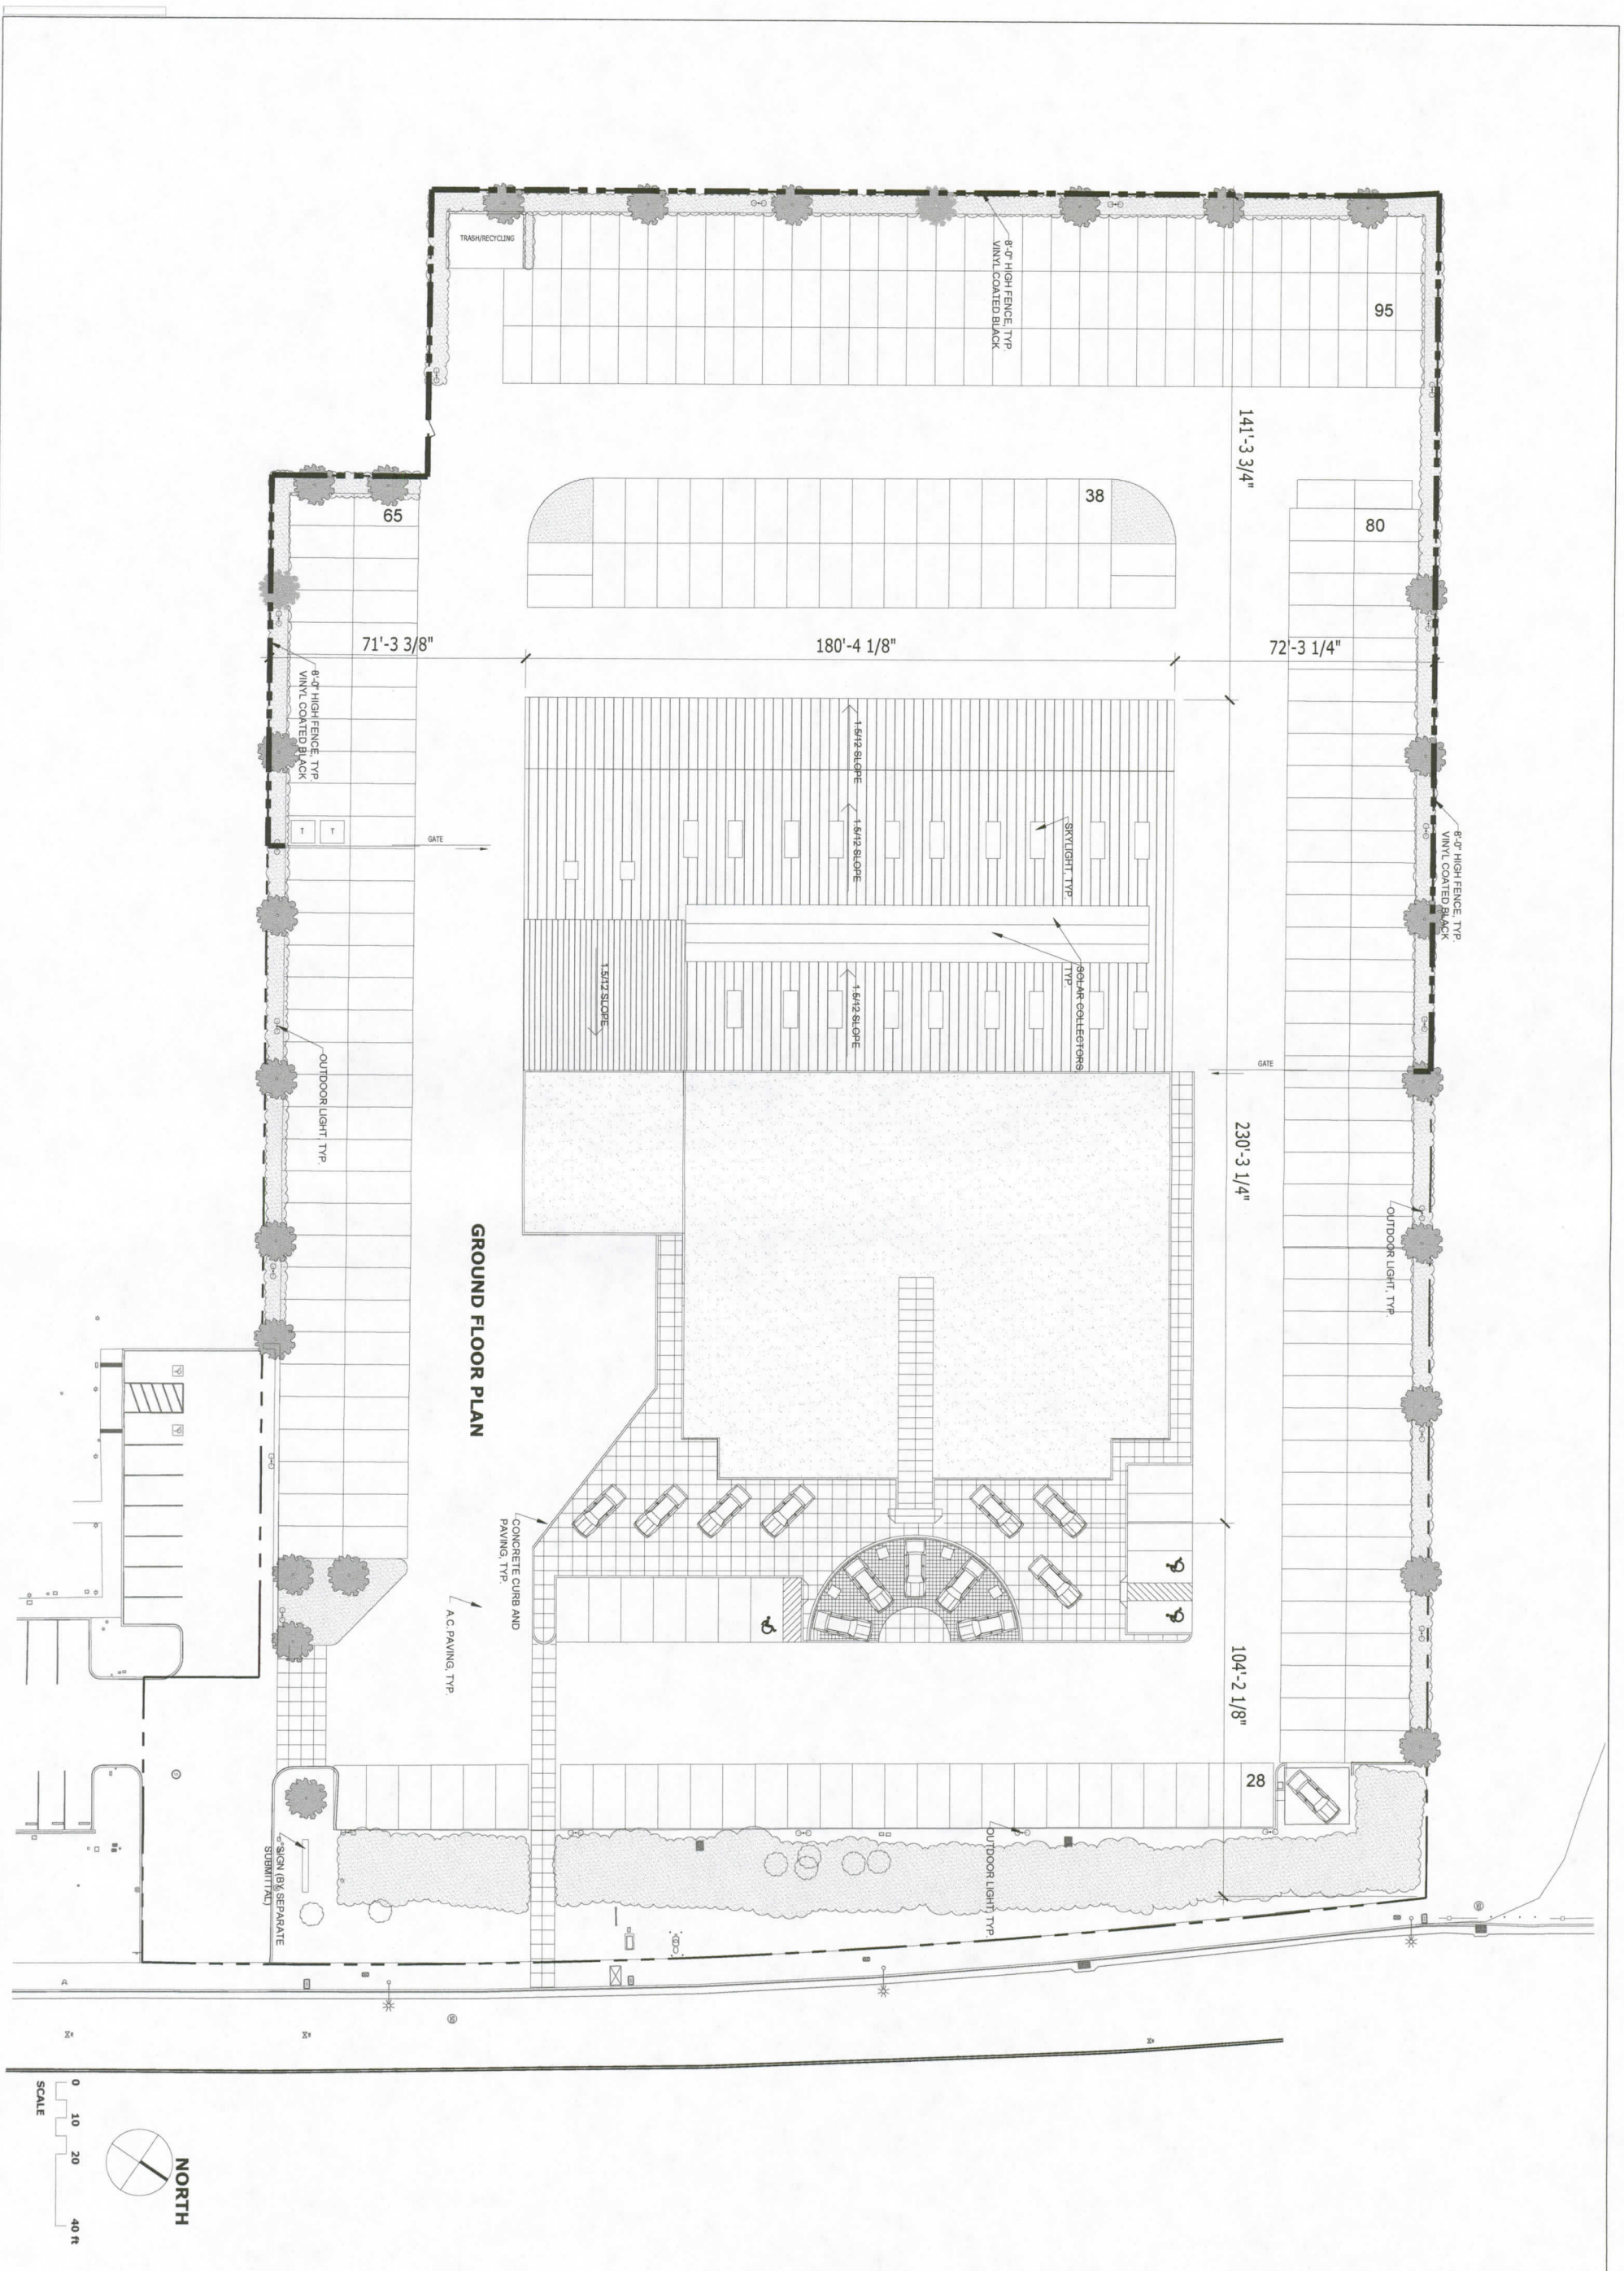 TRASH/RECYCLING
8'-0" HIGH FENCE, TYP.
VINYL COATED BLACK
95
141'-3 3/4"
38
65
80
71'-3 3/8"
180'-4 1/8"
72'-3 1/4"
8'-0" HIGH FENCE, TYP.
VINYL COATED BLACK
1.5/12 SLOPE
1.5/12 SLOPE
SKYLIGHT, TYP.
8'-0" HIGH FENCE, TYP.
VINYL COATED BLACK
T
T
GATE
1.5/12 SLOPE
1.5/12 SLOPE
SOLAR COLLECTORS
TYP.
GATE
OUTDOOR LIGHT, TYP.
230'-3 1/4"
OUTDOOR LIGHT, TYP.
GROUND FLOOR PLAN
CONCRETE CURB AND
PAVING, TYP.
A.C. PAVING, TYP.
104'-2 1/8"
28
SIGN (BY SEPARATE
SUBMITTAL)
OUTDOOR LIGHT, TYP.
0 10 20 40 ft
SCALE
NORTH